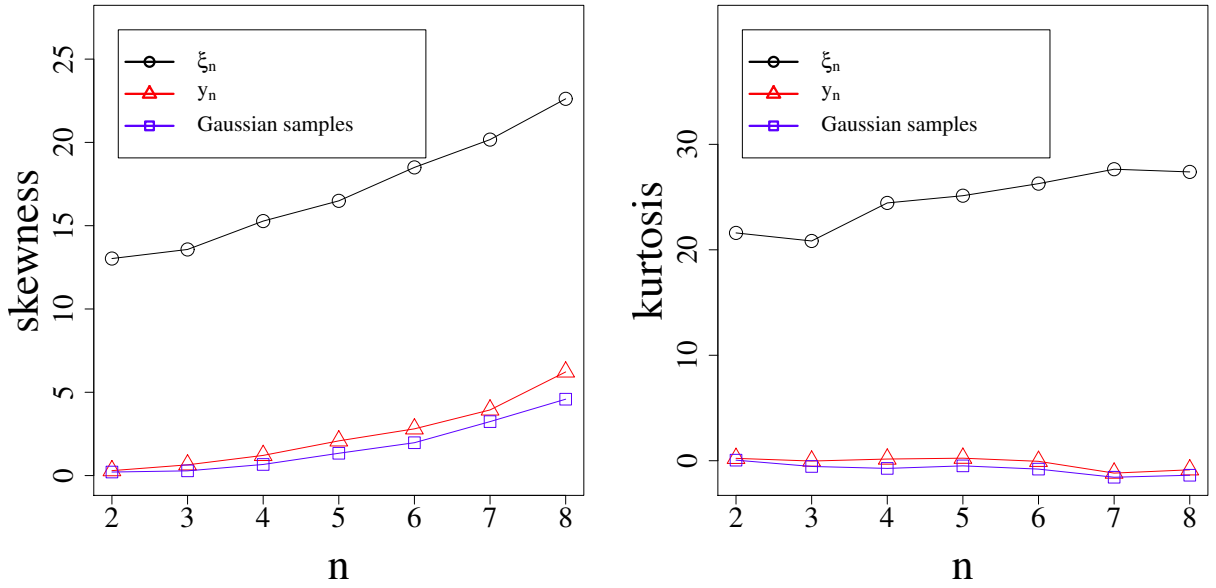 skewness
25
20
15
10
5
0
ξn
yn
Gaussian samples
2 3 4 5 6 7 8
n
kurtosis
30
20
10
0
ξn
yn
Gaussian samples
2 3 4 5 6 7 8
n